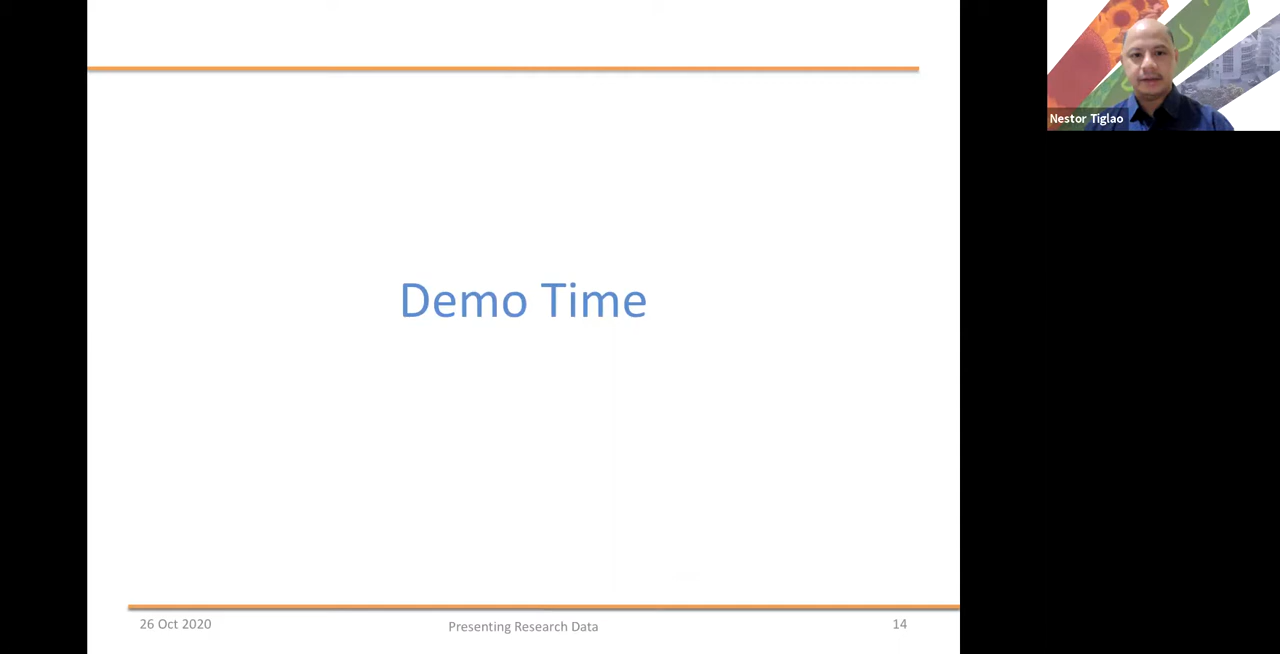 Nestor Tiglao
Demo Time
26 Oct 2020
Presenting Research Data
14